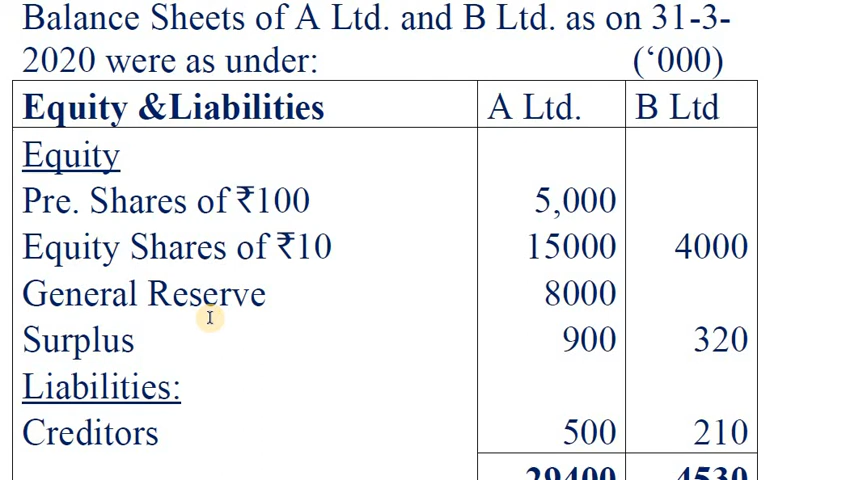 Balance Sheets of A Ltd. and B Ltd. as on 31-3-
2020 were as under: (‘000)
Equity &Liabilities A Ltd. B Ltd
Equity
Pre. Shares of ₹100 5,000
Equity Shares of ₹10 15000 4000
General Reserve 8000
Surplus 900 320
Liabilities:
Creditors 500 210
29400 4530